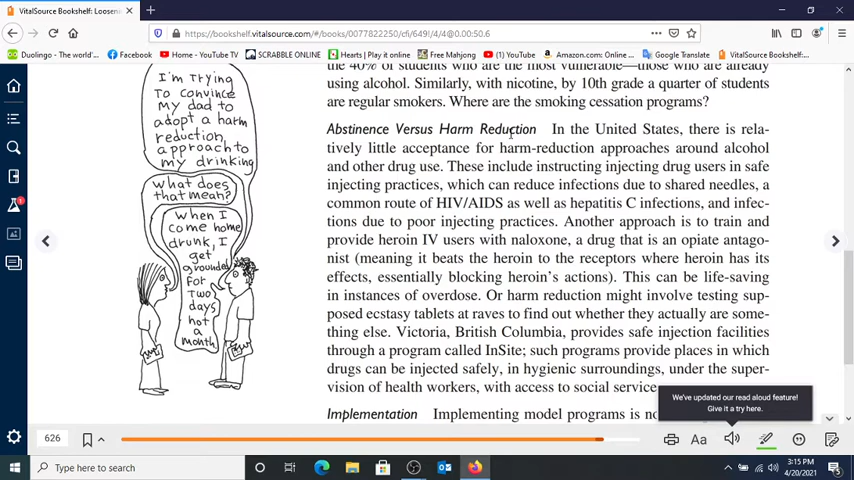 VitalSource Bookshelf: Loosenin
https://bookshelf.vitalsource.com/#/books/0077822250/cfi/649!/4/4@0.00:50.6
Duolingo - The world'... Facebook Home - YouTube TV SCRABBLE ONLINE Hearts | Play it online! Free Mahjong (1) YouTube Amazon.com: Online... Google Translate VitalSource Bookshelf...
I'm trying
to convince
my dad to
adopt a harm
reduction
approach to
my drinking
what does
that mean?
when I
come home
drunk, I
get
grounded
for
two
days
not
a
month
the 40% of students who are the most vulnerable—those who are already
using alcohol. Similarly, with nicotine, by 10th grade a quarter of students
are regular smokers. Where are the smoking cessation programs?
Abstinence Versus Harm Reduction In the United States, there is rela-
tively little acceptance for harm-reduction approaches around alcohol
and other drug use. These include instructing injecting drug users in safe
injecting practices, which can reduce infections due to shared needles, a
common route of HIV/AIDS as well as hepatitis C infections, and infec-
tions due to poor injecting practices. Another approach is to train and
provide heroin IV users with naloxone, a drug that is an opiate antago-
nist (meaning it beats the heroin to the receptors where heroin has its
effects, essentially blocking heroin's actions). This can be life-saving
in instances of overdose. Or harm reduction might involve testing sup-
posed ecstasy tablets at raves to find out whether they actually are some-
thing else. Victoria, British Columbia, provides safe injection facilities
through a program called InSite; such programs provide places in which
drugs can be injected safely, in hygienic surroundings, under the super-
vision of health workers, with access to social service
Implementation Implementing model programs is no
We've updated our read aloud feature!
Give it a try here.
626
Aa
Type here to search
3:15 PM
4/20/2021